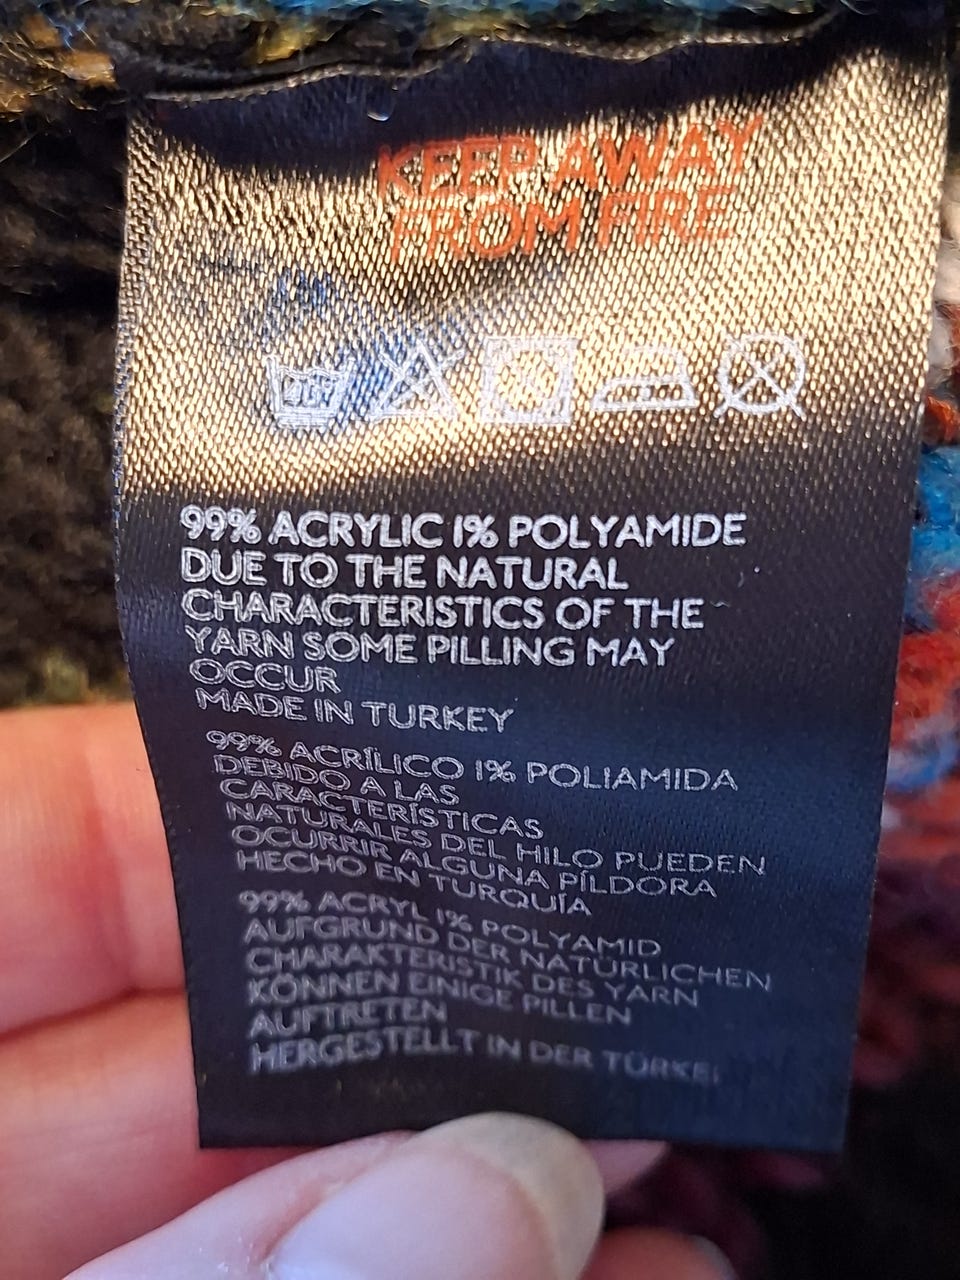 KEEP AWAY
FROM FIRE
99% ACRYLIC 1% POLYAMIDE
DUE TO THE NATURAL
CHARACTERISTICS OF THE
YARN SOME PILLING MAY
OCCUR
MADE IN TURKEY
99% ACRÍLICO 1% POLIAMIDA
DEBIDO A LAS
CARACTERÍSTICAS
NATURALES DEL HILO PUEDEN
OCURRIR ALGUNA PÍLDORA
HECHO EN TURQUÍA
99% ACRYL 1% POLYAMID
AUFGRUND DER NATÜRLICHEN
CHARAKTERISTIK DES YARN
KÖNNEN EINIGE PILLEN
AUFTRETEN
HERGESTELLT IN DER TÜRKEI